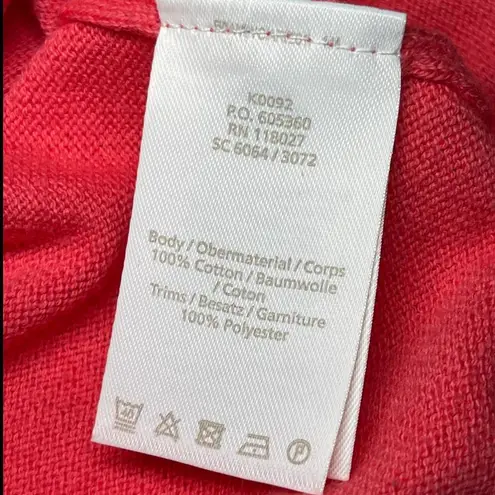 K0092
P.O. 605360
RN 118027
SC 6064 / 3072
Body / Obermaterial / Corps
100% Cotton / Baumwolle
/ Coton
Trims / Besatz / Garniture
100% Polyester
40
P